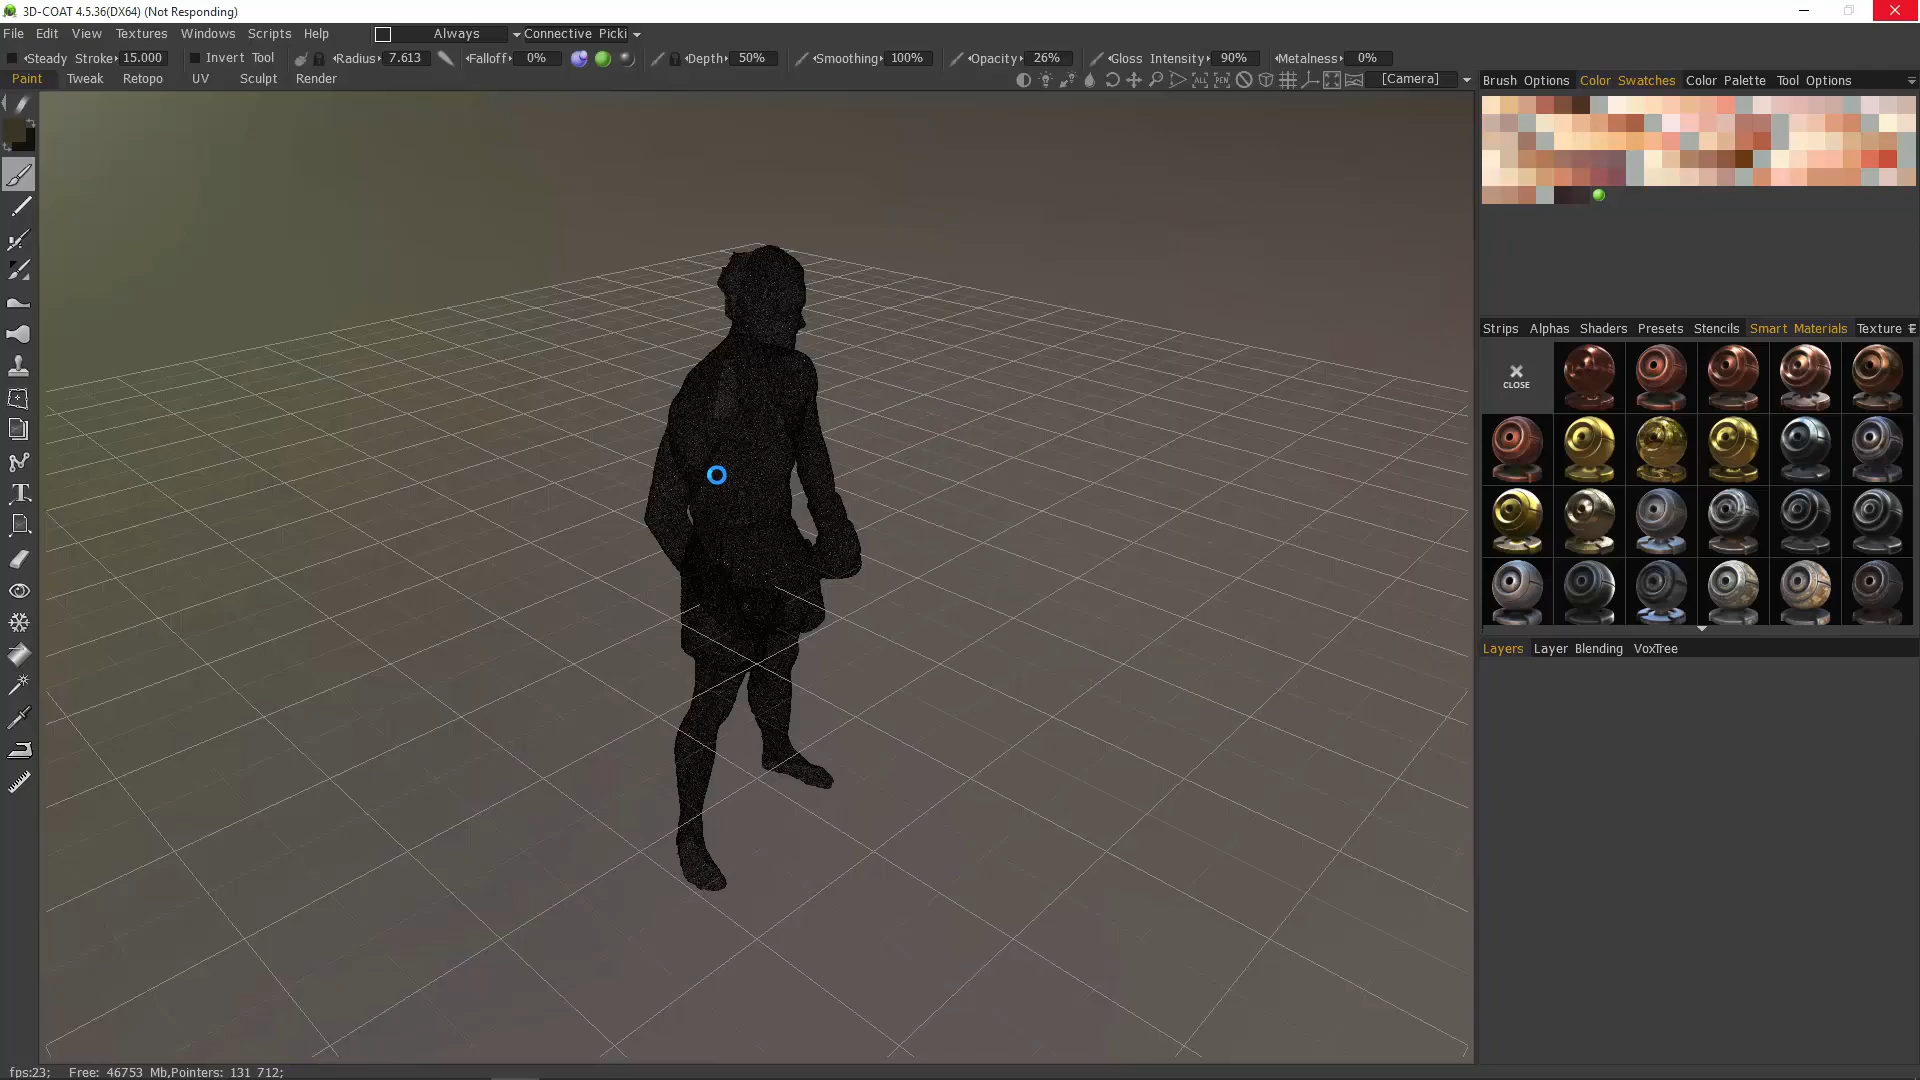 3D-COAT 4.5.36(DX64) (Not Responding)
File Edit View Textures Windows Scripts Help Always Connective Picki
Steady Stroke 15.000 Invert Tool Radius 7.613 Falloff 0% Depth 50% Smoothing 100% Opacity 26% Gloss Intensity 90% Metalness 0%
Paint Tweak Retopo UV Sculpt Render ALL PEN [Camera]
Brush Options Color Swatches Color Palette Tool Options
Strips Alphas Shaders Presets Stencils Smart Materials Texture E
CLOSE
Layers Layer Blending VoxTree
fps:23; Free: 46753 Mb,Pointers: 131 712;